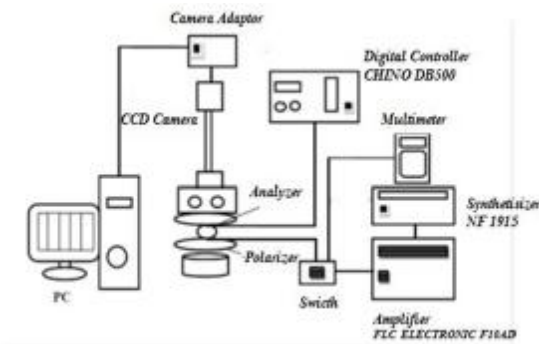 Camera Adaptor
Digital Controller
CHINO DB500
CCD Camera
Multimeter
Analyzer
Synthetisizer
NF 1915
Polarizer
PC
Swicth
Amplifier
FLC ELECTRONIC F10AD